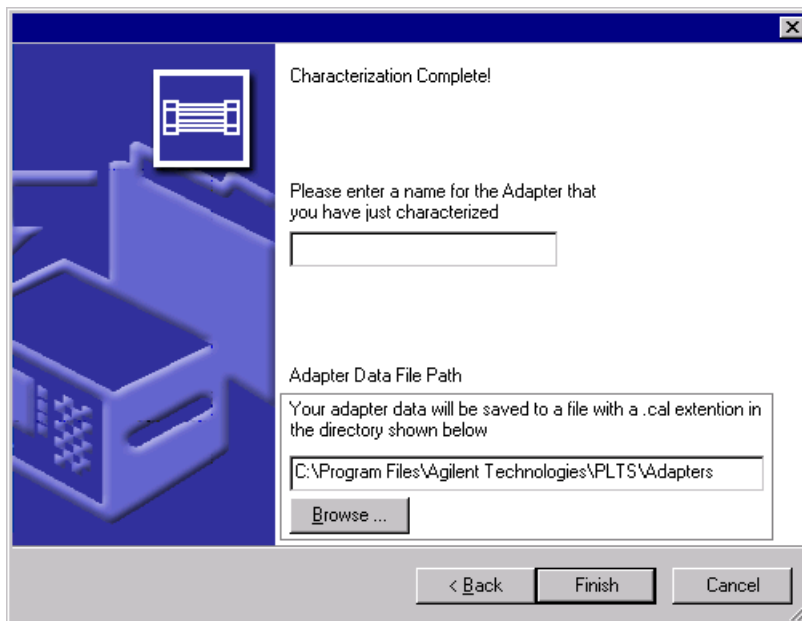 Characterization Complete!
Please enter a name for the Adapter that
you have just characterized
Adapter Data File Path
Your adapter data will be saved to a file with a .cal extention in
the directory shown below
C:\Program Files\Agilent Technologies\PLTS\Adapters
Browse ...
< Back
Finish
Cancel